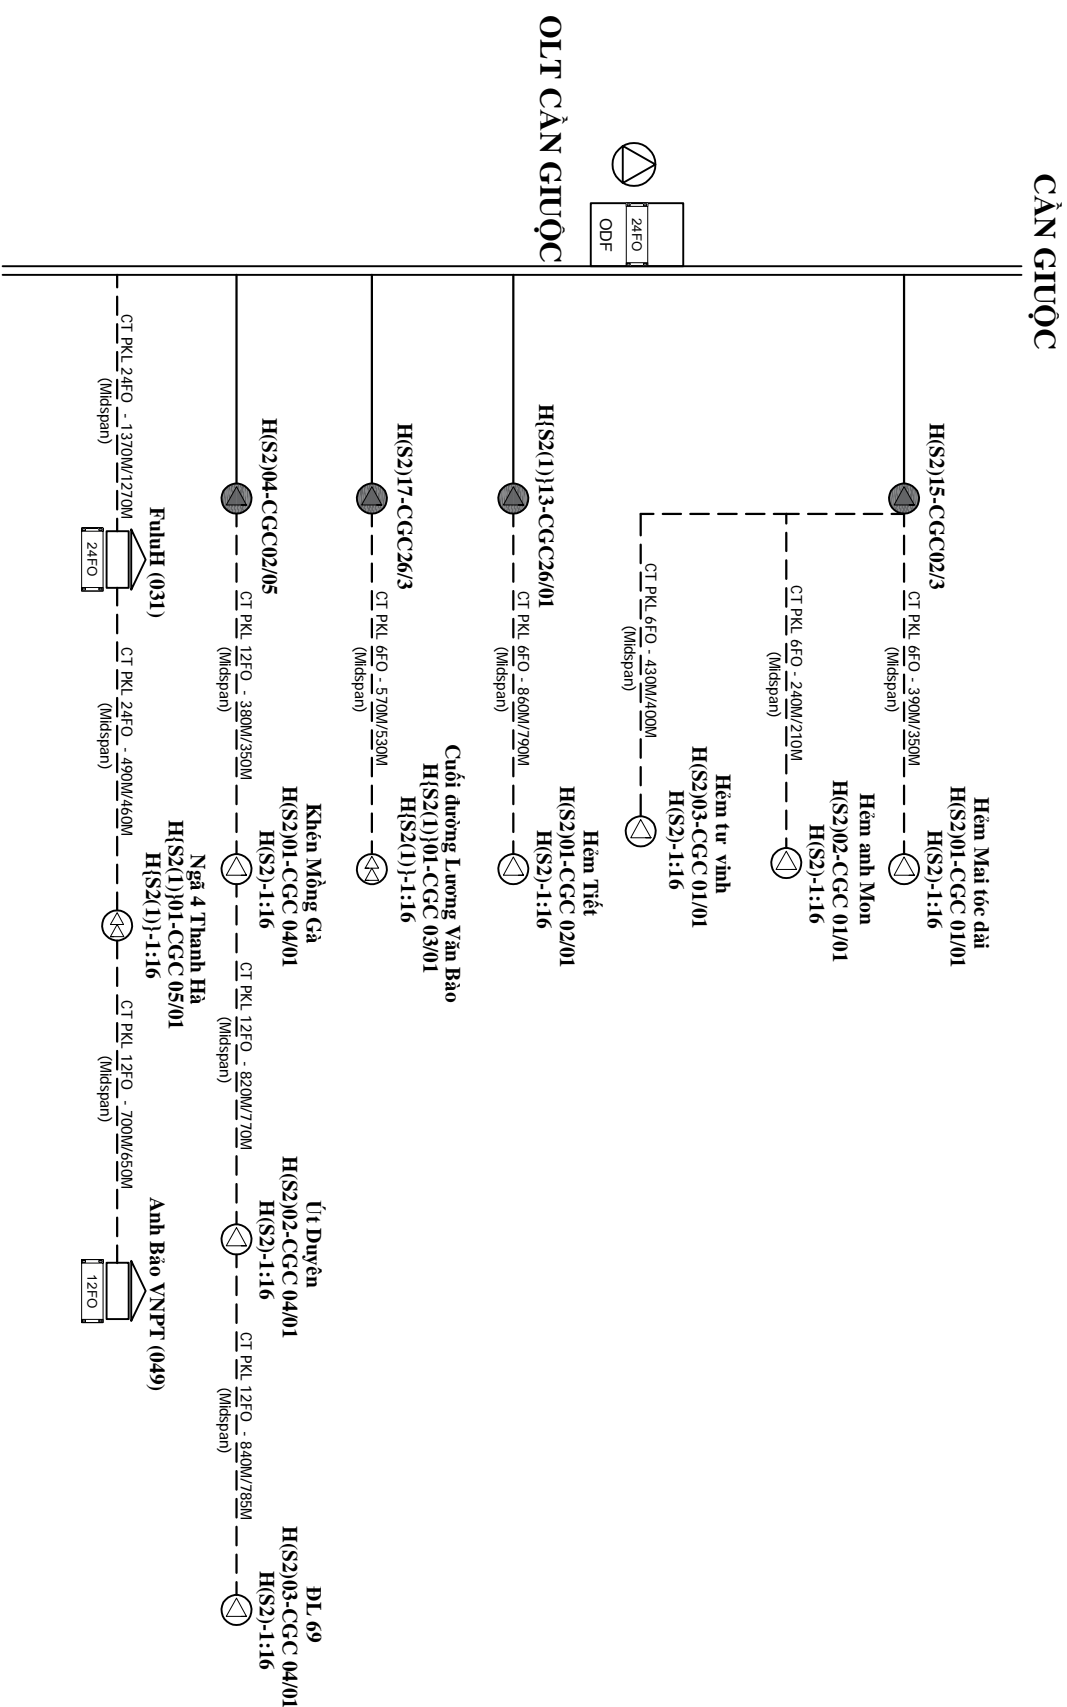 CẦN GIUỘC
OLT CẦN GIUỘC
24FO
ODF
H(S2)15-CGC02/3
CT PKL 6FO - 390M/350M
(Midspan)
Hẻm Mai tóc dài
H(S2)01-CGC 01/01
H(S2)-1:16
CT PKL 6FO - 240M/210M
(Midspan)
Hẻm anh Mon
H(S2)02-CGC 01/01
H(S2)-1:16
CT PKL 6FO - 430M/400M
(Midspan)
Hẻm tư vinh
H(S2)03-CGC 01/01
H(S2)-1:16
H{S2(1)}13-CGC26/01
CT PKL 6FO - 860M/790M
(Midspan)
Hẻm Tiết
H(S2)01-CGC 02/01
H(S2)-1:16
H(S2)17-CGC26/3
CT PKL 6FO - 570M/530M
(Midspan)
Cuối đường Lương Văn Bào
H{S2(1)}01-CGC 03/01
H{S2(1)}-1:16
H(S2)04-CGC02/05
CT PKL 12FO - 380M/350M
(Midspan)
Khén Mồng Gà
H(S2)01-CGC 04/01
H(S2)-1:16
CT PKL 12FO - 820M/770M
(Midspan)
Út Duyên
H(S2)02-CGC 04/01
H(S2)-1:16
CT PKL 12FO - 840M/785M
(Midspan)
ĐL 69
H(S2)03-CGC 04/01
H(S2)-1:16
CT PKL 24FO - 1370M/1270M
(Midspan)
FuluH (031)
24FO
CT PKL 24FO - 490M/460M
(Midspan)
Ngã 4 Thanh Hà
H{S2(1)}01-CGC 05/01
H{S2(1)}-1:16
CT PKL 12FO - 700M/650M
(Midspan)
Anh Bảo VNPT (049)
12FO